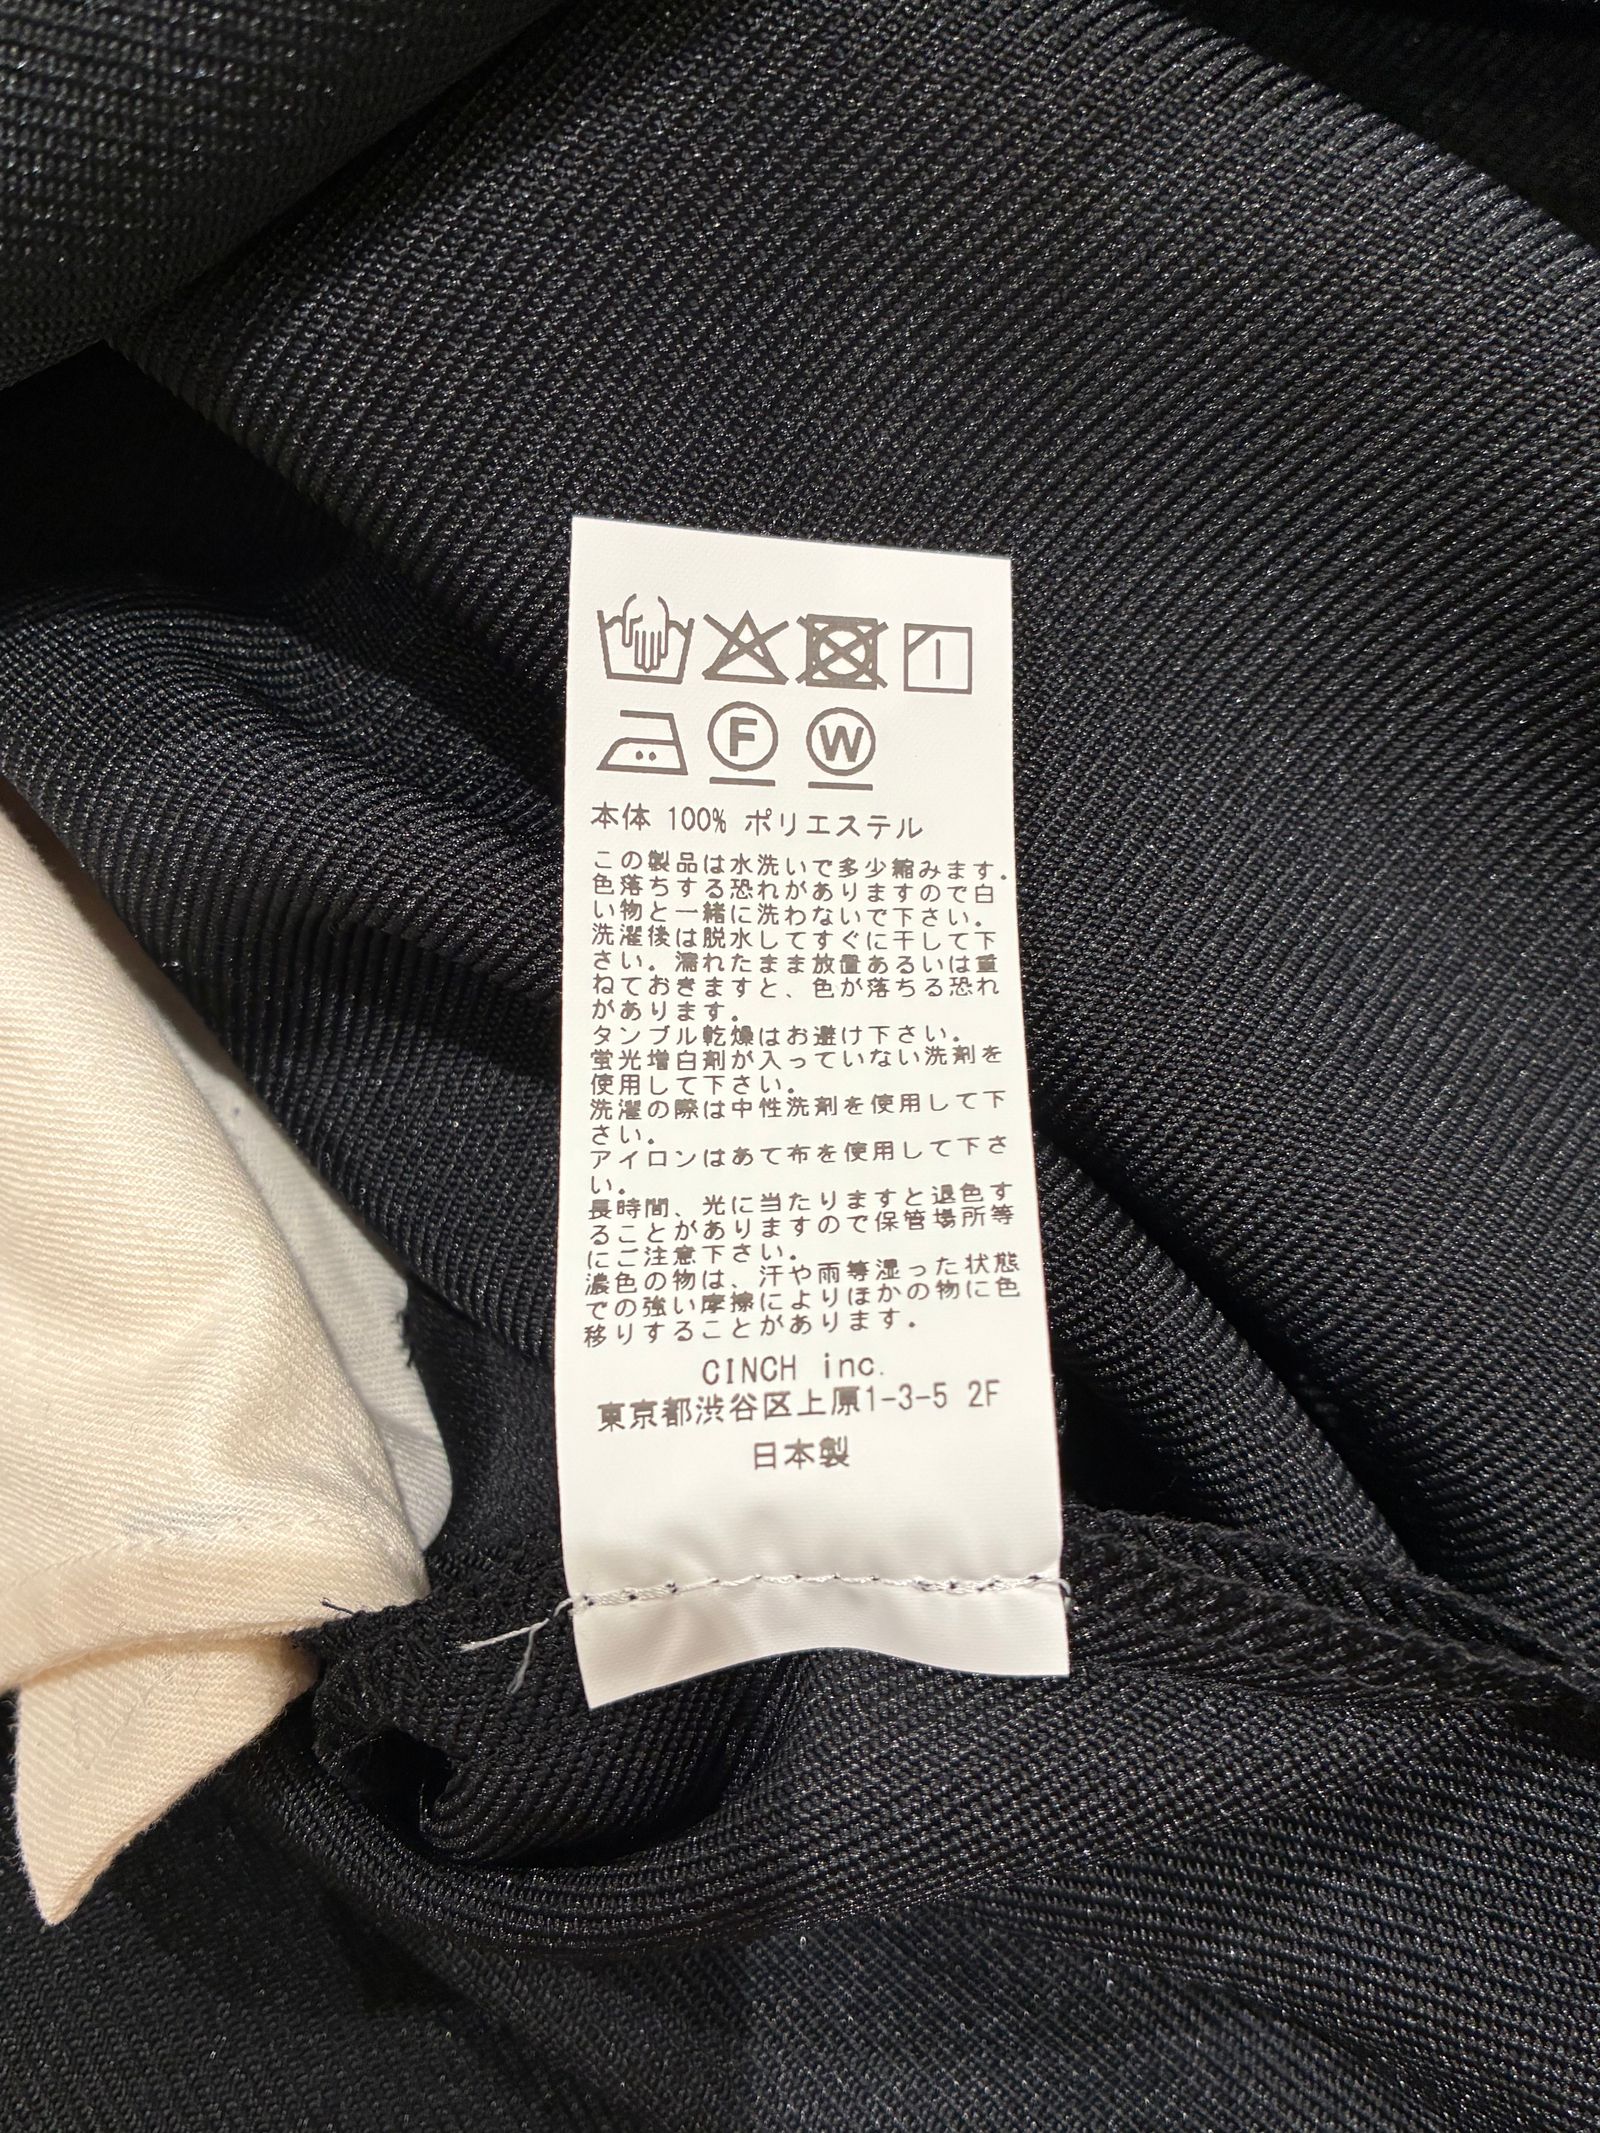 F W
本体 100% ポリエステル
この製品は水洗いで多少縮みます。
色落ちする恐れがありますので白
い物と一緒に洗わないで下さい。
洗濯後は脱水してすぐに干して下
さい。濡れたまま放置あるいは重
ねておきますと、色が落ちる恐れ
があります。
タンブル乾燥はお避け下さい。
蛍光増白剤が入っていない洗剤を
使用して下さい。
洗濯の際は中性洗剤を使用して下
さい。
アイロンはあて布を使用して下さ
い。
長時間、光に当たりますと退色す
ることがありますので保管場所等
にご注意下さい。
濃色の物は、汗や雨等湿った状態
での強い摩擦によりほかの物に色
移りすることがあります。
CINCH inc.
東京都渋谷区上原1-3-5 2F
日本製